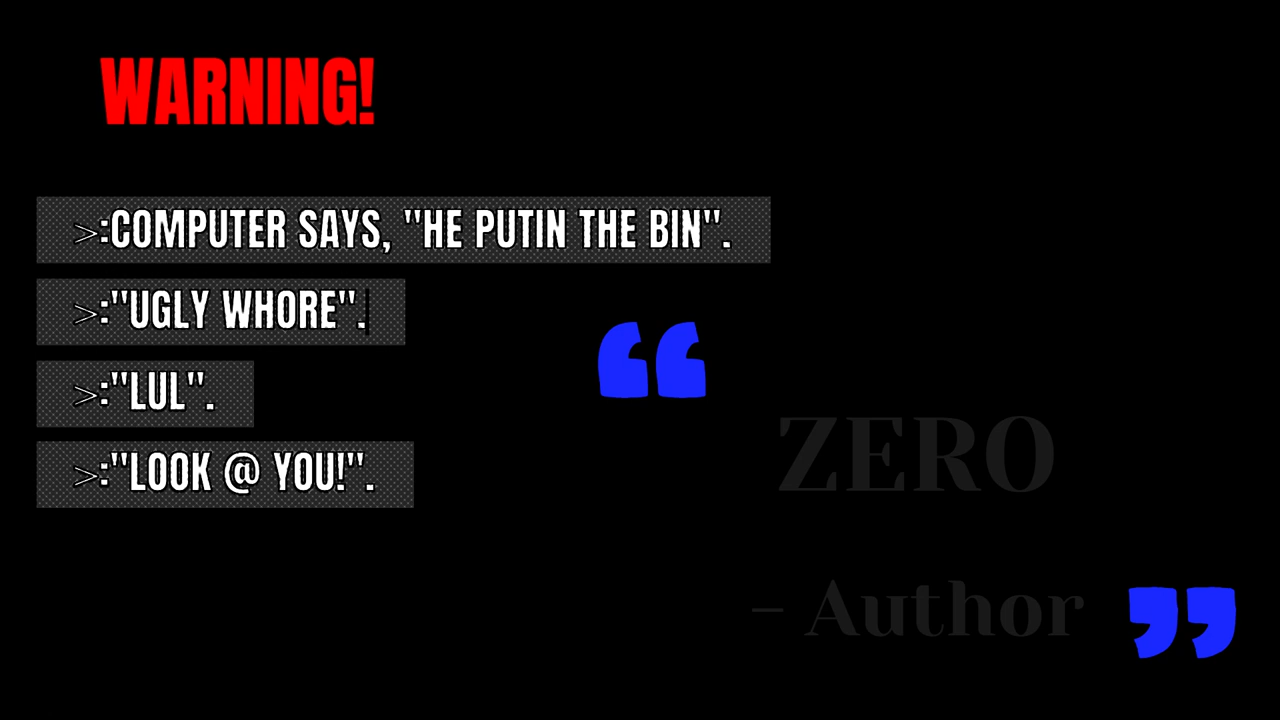 WARNING!
>:COMPUTER SAYS, "HE PUTIN THE BIN".
>:"UGLY WHORE".
>:"LUL".
>:"LOOK @ YOU!".
“
ZERO
– Author ”